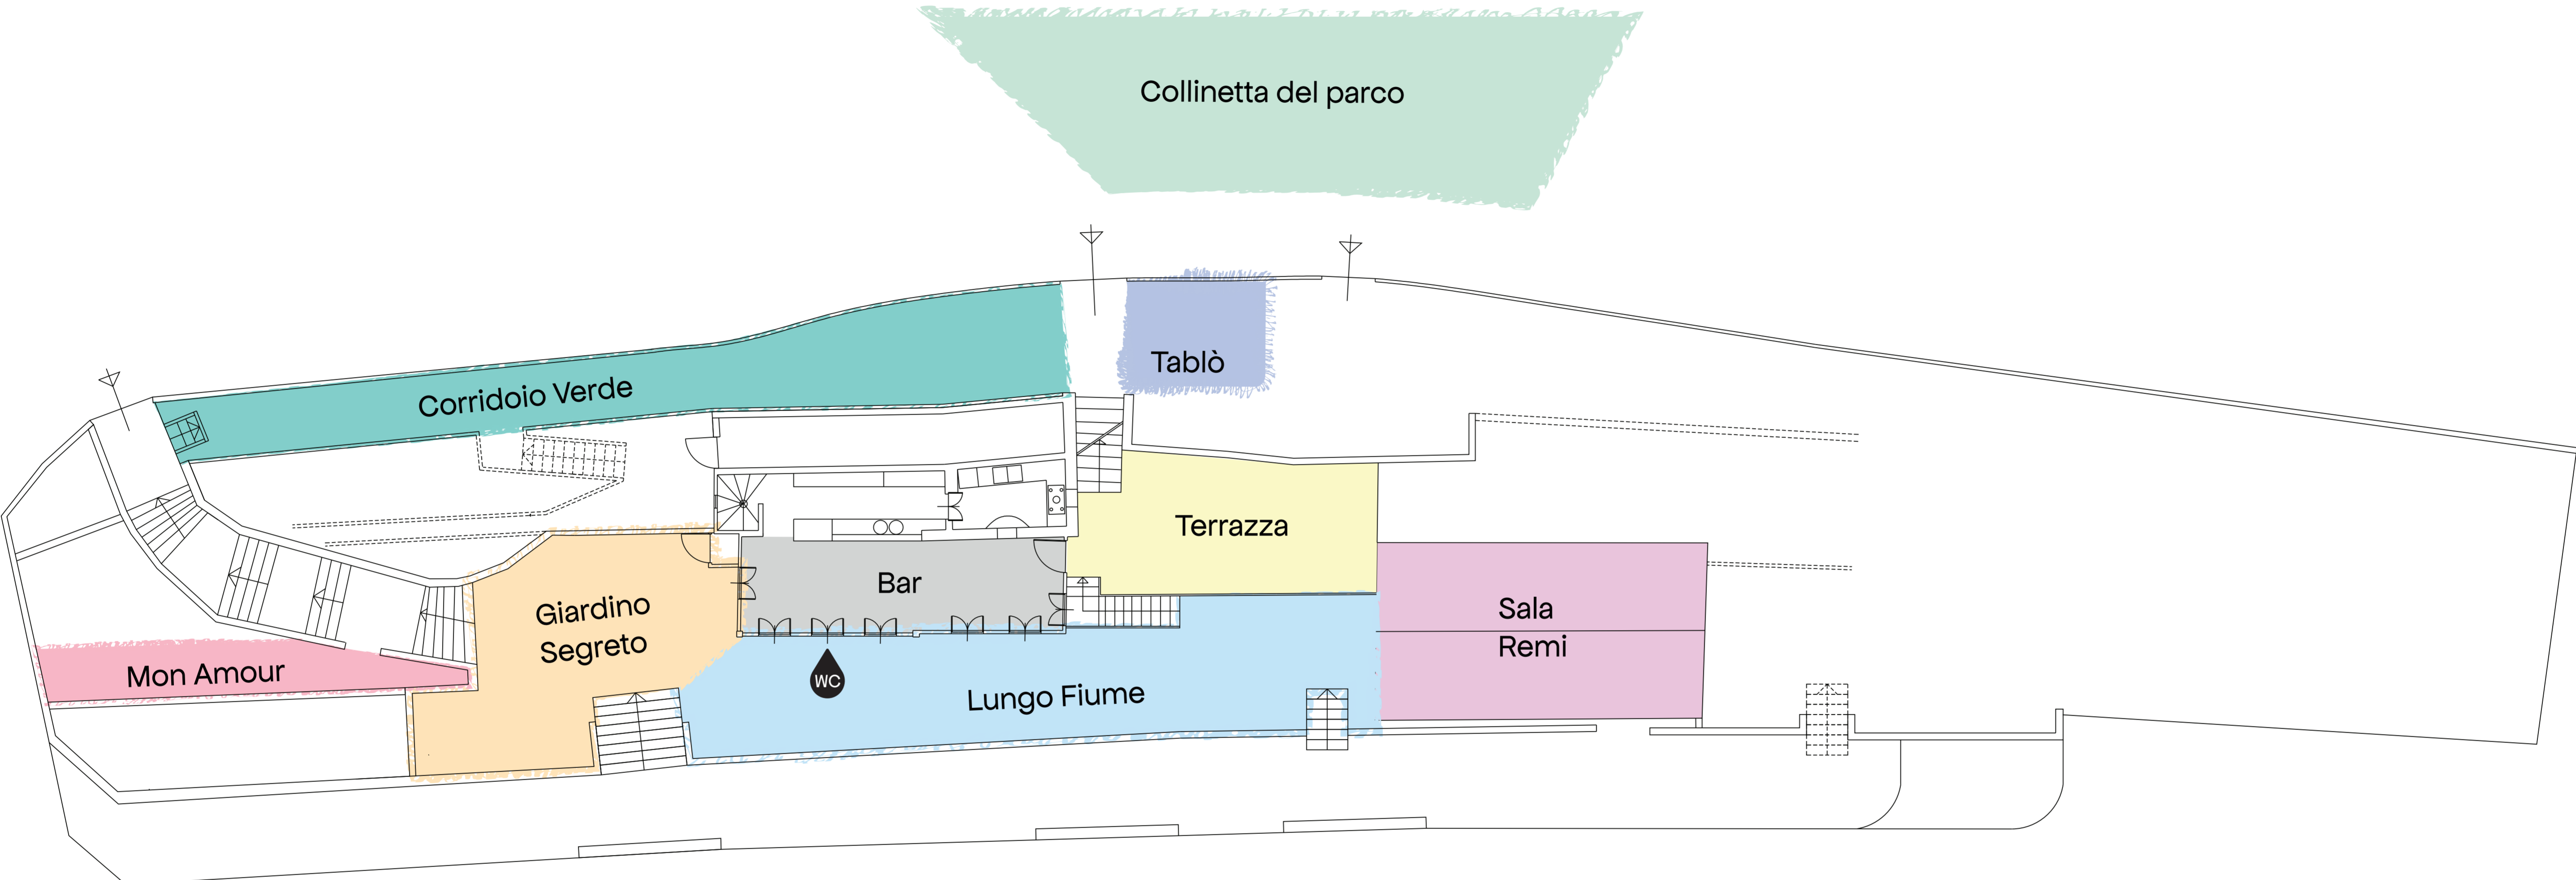 Collinetta del parco
Tablò
Corridoio Verde
Terrazza
Bar
Giardino
Segreto
Sala
Remi
Mon Amour
WC
Lungo Fiume